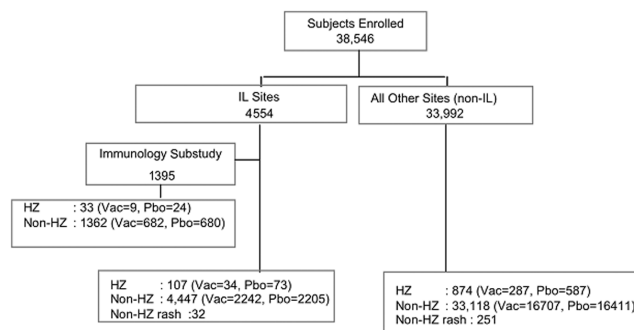 Subjects Enrolled
38,546
IL Sites
4554
All Other Sites (non-IL)
33,992
Immunology Substudy
1395
HZ : 33 (Vac=9, Pbo=24)
Non-HZ : 1362 (Vac=682, Pbo=680)
HZ : 107 (Vac=34, Pbo=73)
Non-HZ : 4,447 (Vac=2242, Pbo=2205)
Non-HZ rash :32
HZ : 874 (Vac=287, Pbo=587)
Non-HZ : 33,118 (Vac=16707, Pbo=16411)
Non-HZ rash : 251